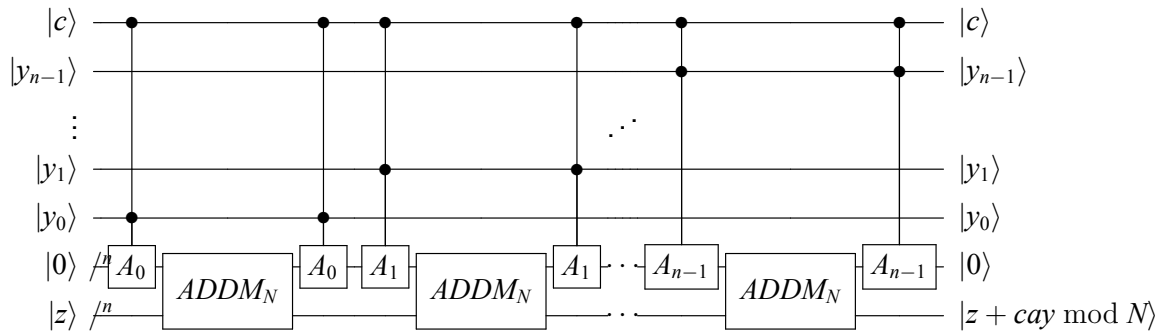 |c⟩ |c⟩
|y_{n−1}⟩ |y_{n−1}⟩
⋮ ⋰
|y_1⟩ |y_1⟩
|y_0⟩ |y_0⟩
|0⟩ /^n A_0 A_0 A_1 A_1 ⋯ A_{n−1} A_{n−1} |0⟩
ADDM_N ADDM_N ADDM_N
|z⟩ /^n ⋯ |z + cay mod N⟩